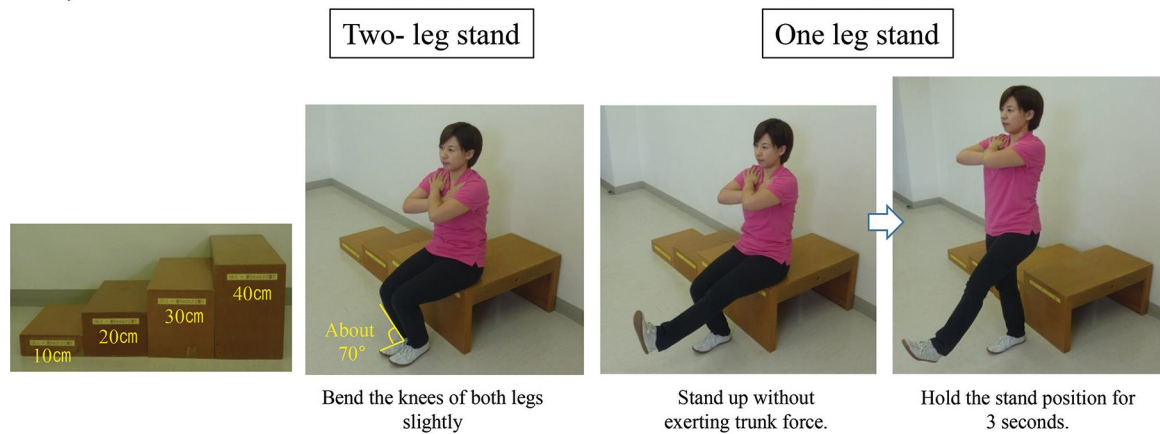 Two- leg stand
One leg stand
10cm
20cm
30cm
40cm
About
70°
Bend the knees of both legs
slightly
Stand up without
exerting trunk force.
Hold the stand position for
3 seconds.